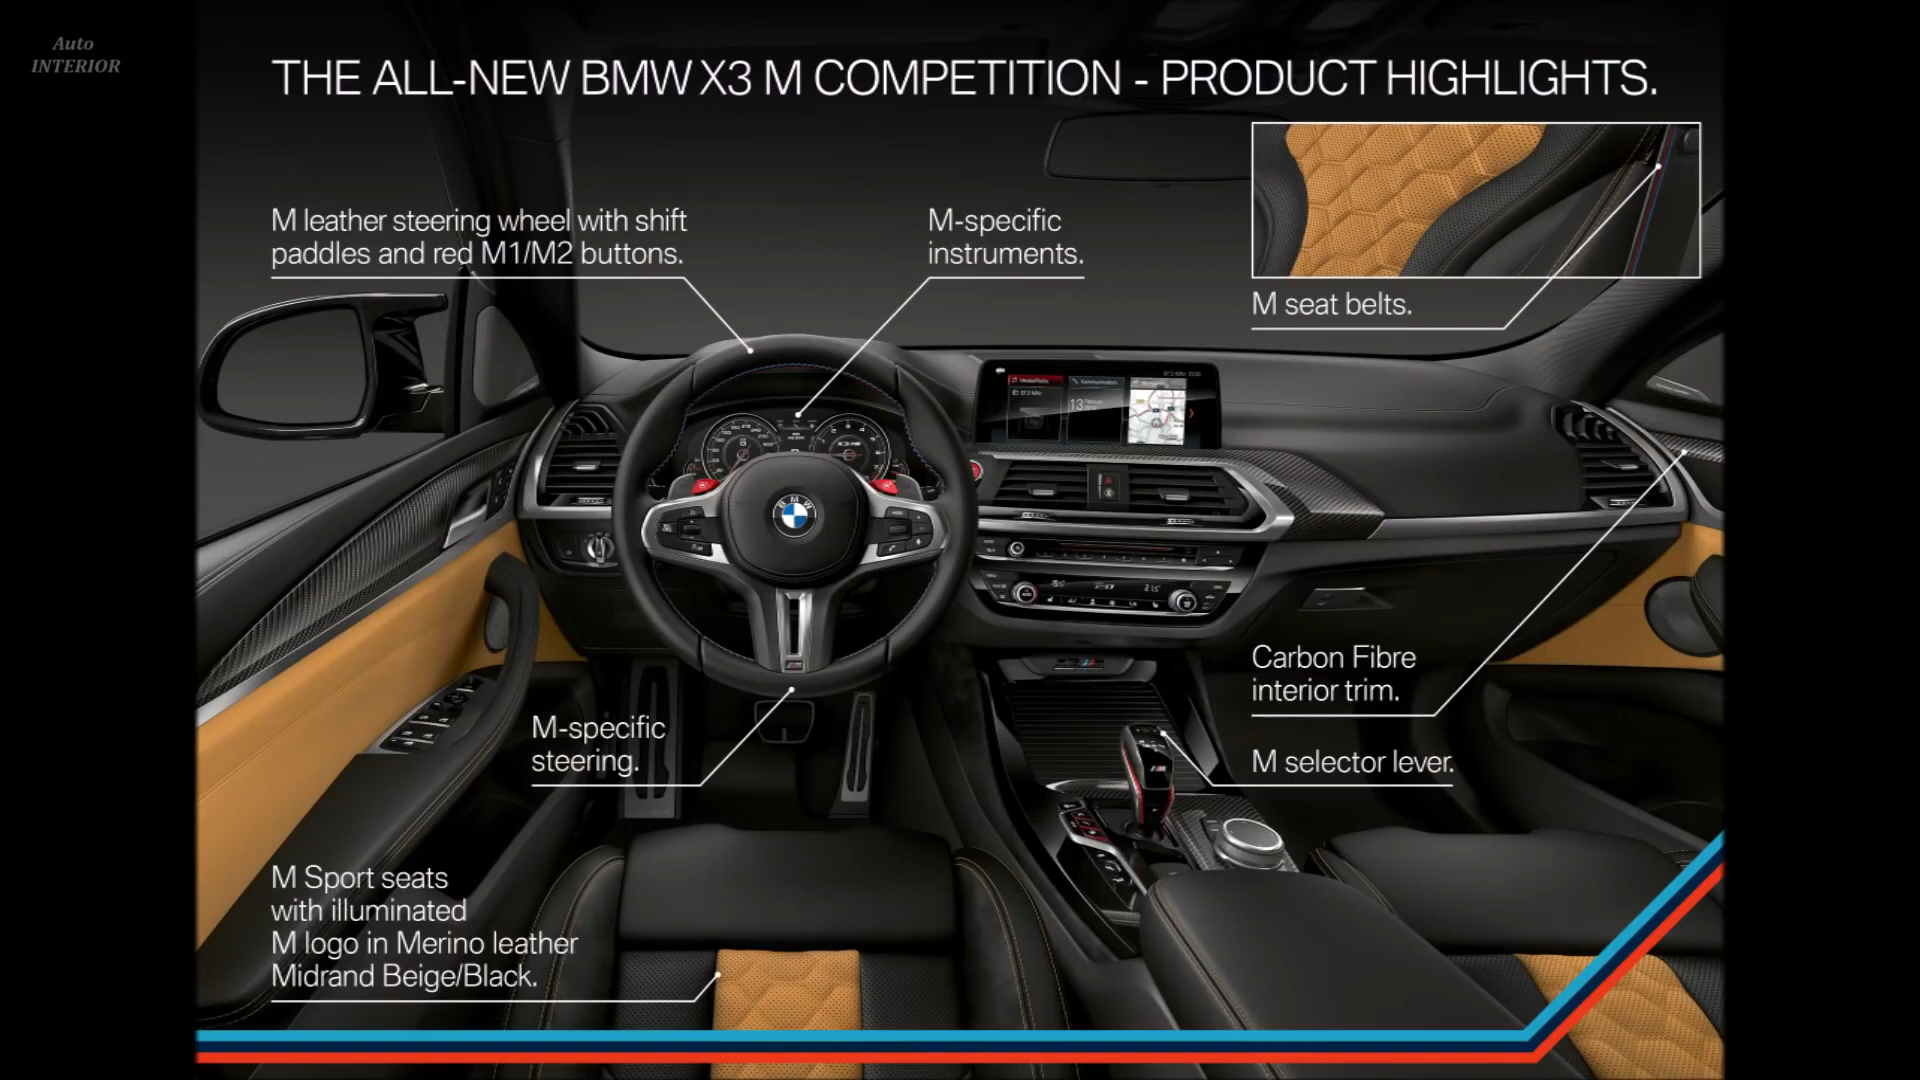 Auto
INTERIOR
THE ALL-NEW BMW X3 M COMPETITION - PRODUCT HIGHLIGHTS.
M leather steering wheel with shift
paddles and red M1/M2 buttons.
M-specific
instruments.
M seat belts.
13
BMW
M-specific
steering.
Carbon Fibre
interior trim.
M selector lever.
M Sport seats
with illuminated
M logo in Merino leather
Midrand Beige/Black.